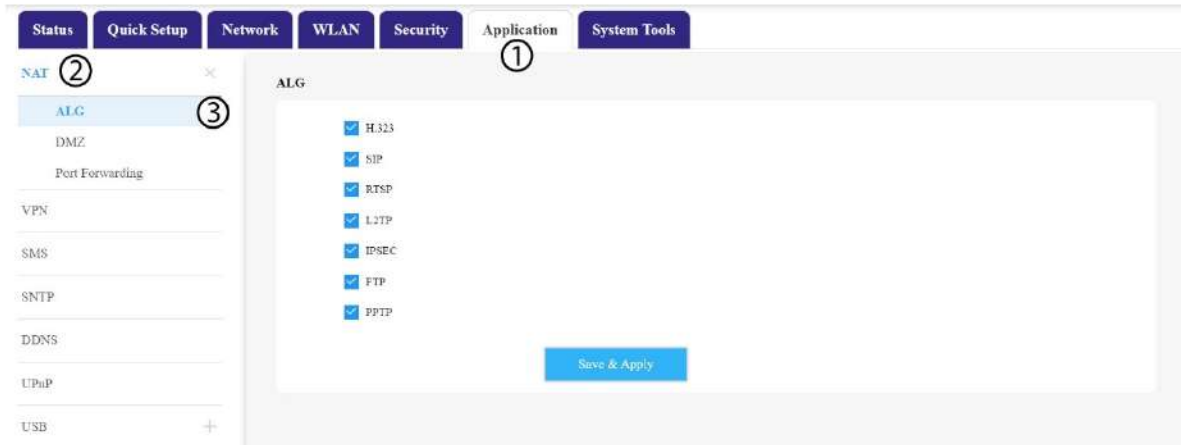 Status Quick Setup Network WLAN Security Application System Tools
①
NAT ②
ALG ③
DMZ
Port Forwarding
VPN
SMS
SNTP
DDNS
UPnP
USB
ALG
H.323
SIP
RTSP
L2TP
IPSEC
FTP
PPTP
Save & Apply